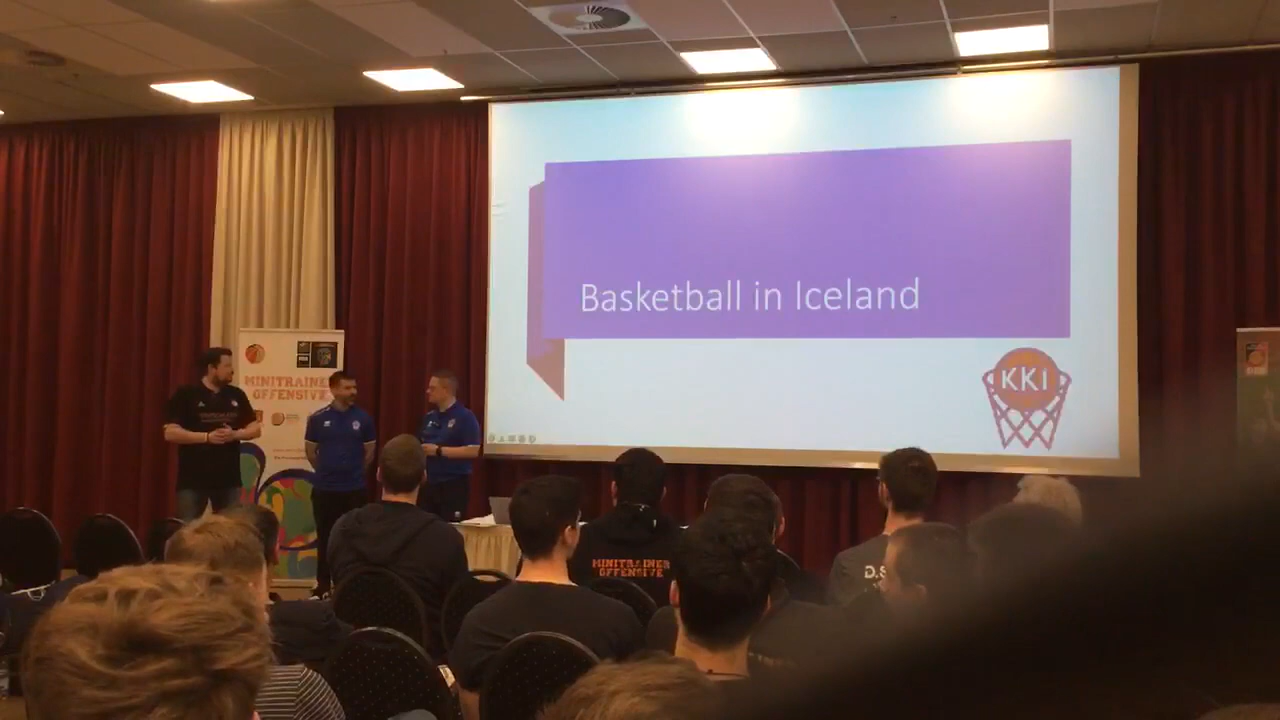 Basketball in Iceland
KKI
MINITRAINER
OFFENSIVE
MINITRAINER
OFFENSIVE
D.S